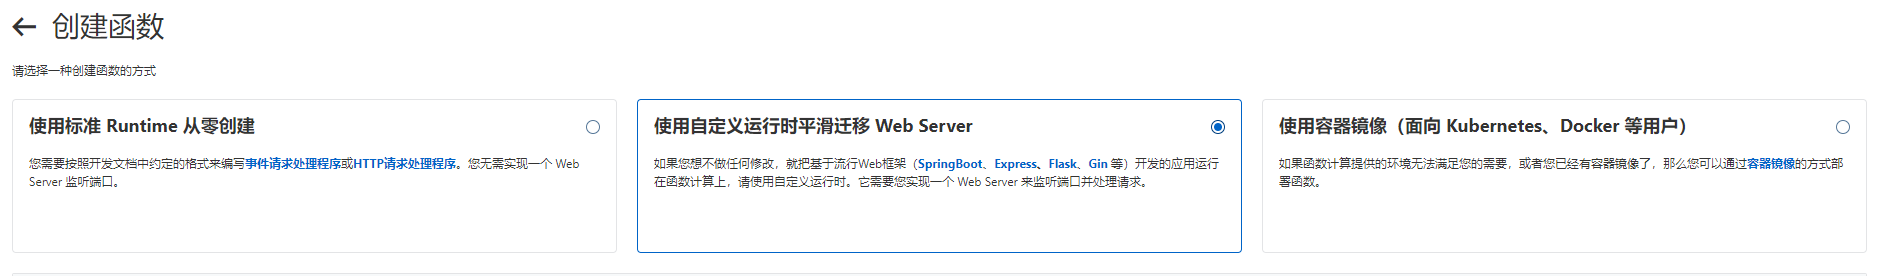 创建函数
请选择一种创建函数的方式
使用标准 Runtime 从零创建
您需要按照开发文档中约定的格式来编写事件请求处理程序或HTTP请求处理程序。您无需实现一个 Web
Server 监听端口。
使用自定义运行时平滑迁移 Web Server
如果您想不做任何修改，就把基于流行Web框架（SpringBoot、Express、Flask、Gin 等）开发的应用运行
在函数计算上，请使用自定义运行时。它需要您实现一个 Web Server 来监听端口并处理请求。
使用容器镜像（面向 Kubernetes、Docker 等用户）
如果函数计算提供的环境无法满足您的需要，或者您已经有容器镜像了，那么您可以通过容器镜像的方式部
署函数。